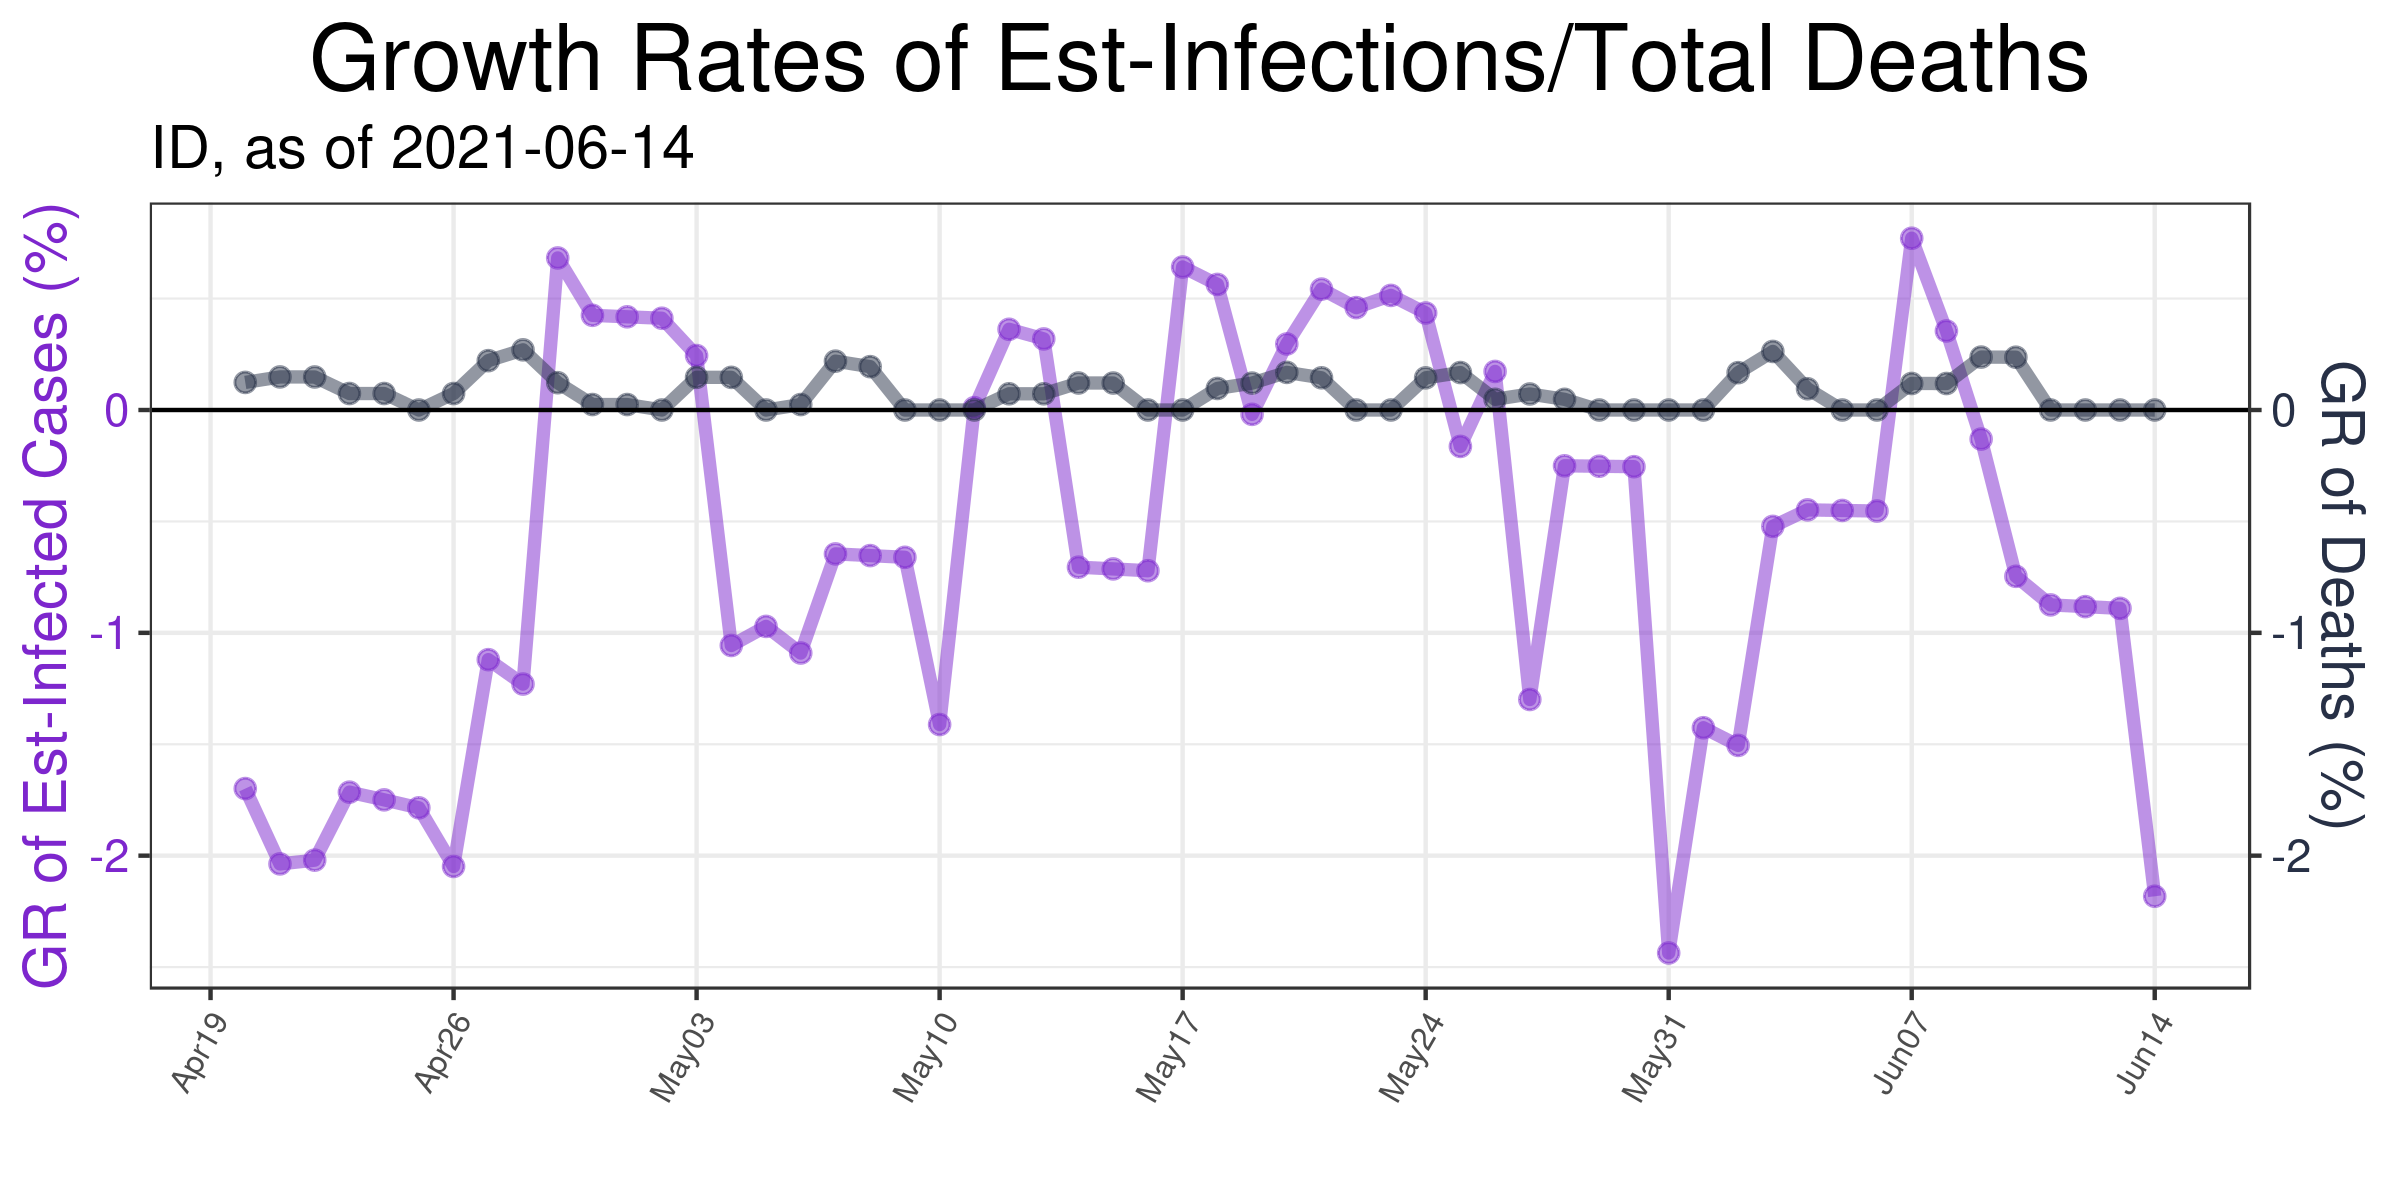 Growth Rates of Est-Infections/Total Deaths
ID, as of 2021-06-14
GR of Est-Infected Cases (%)
0
-1
-2
0
-1
-2
GR of Deaths (%)
Apr19
Apr26
May03
May10
May17
May24
May31
Jun07
Jun14